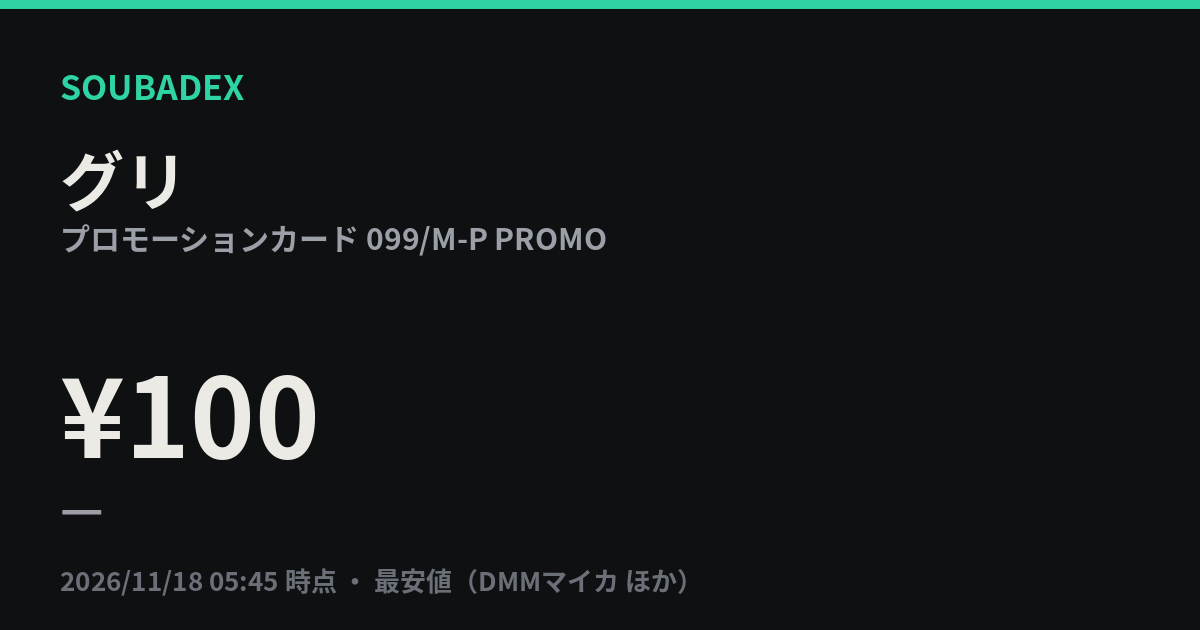 SOUBADEX
グリ
プロモーションカード 099/M-P PROMO
¥100
—
2026/11/18 05:45 時点 ・ 最安値（DMMマイカ ほか）